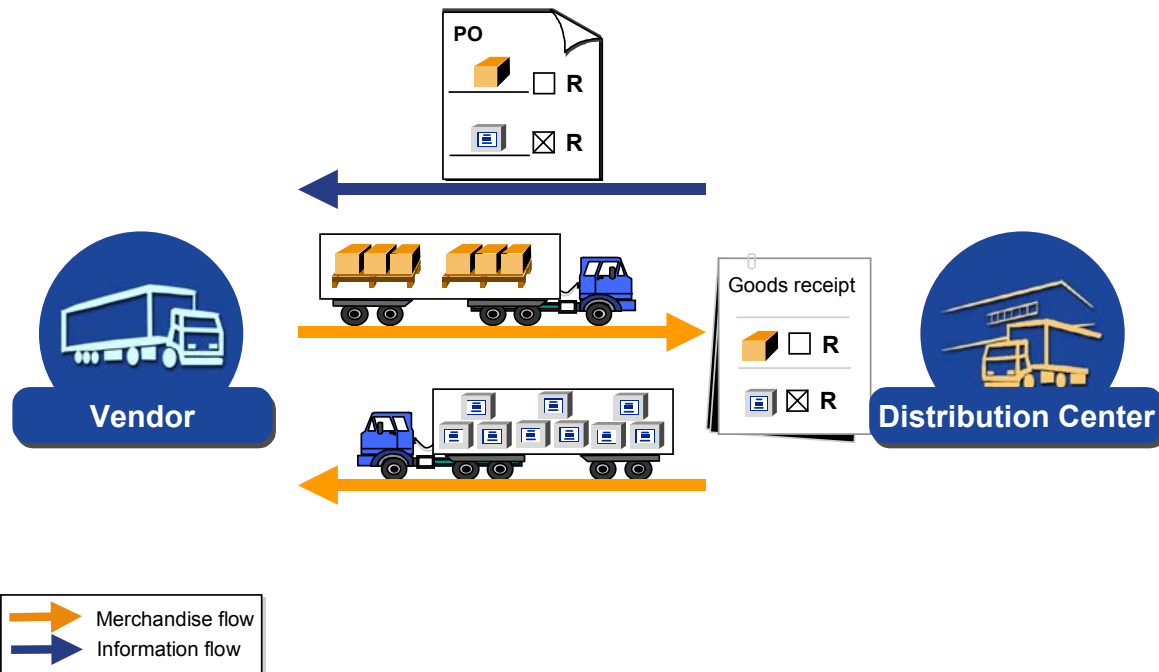 PO
R
R
Goods receipt
R
R
Vendor
Distribution Center
Merchandise flow
Information flow